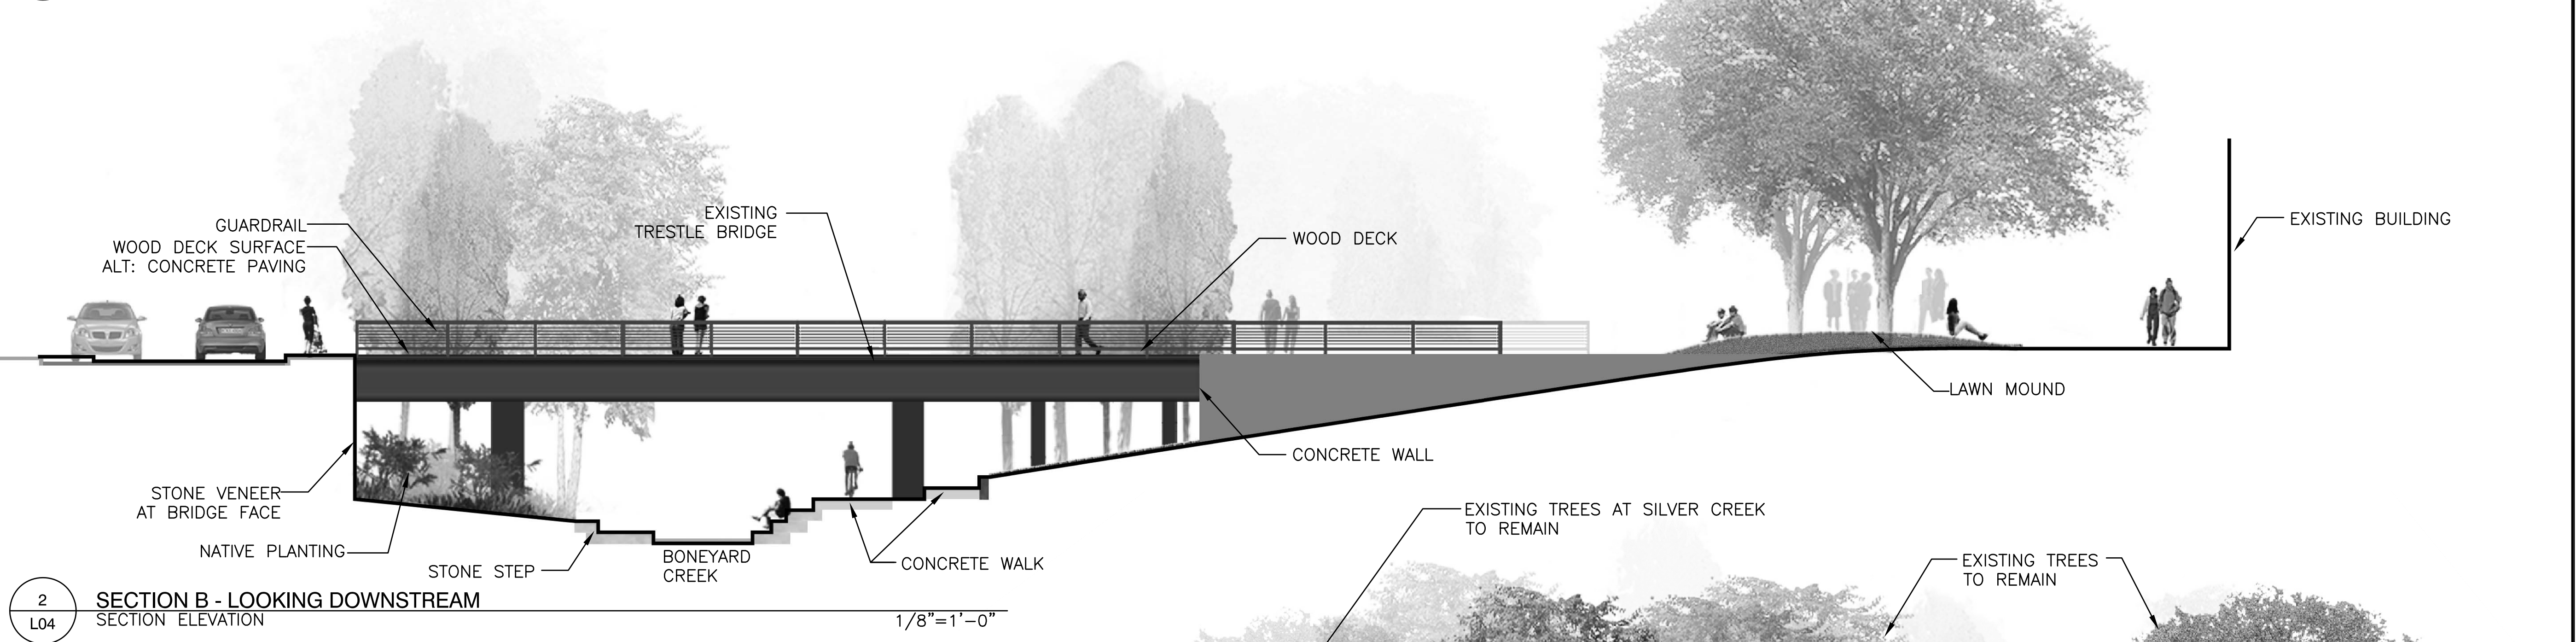 GUARDRAIL
WOOD DECK SURFACE
ALT: CONCRETE PAVING
EXISTING
TRESTLE BRIDGE
WOOD DECK
EXISTING BUILDING
LAWN MOUND
CONCRETE WALL
STONE VENEER
AT BRIDGE FACE
NATIVE PLANTING
STONE STEP
BONEYARD
CREEK
CONCRETE WALK
EXISTING TREES AT SILVER CREEK
TO REMAIN
EXISTING TREES
TO REMAIN
2
L04
SECTION B - LOOKING DOWNSTREAM
SECTION ELEVATION
1/8"=1'-0"